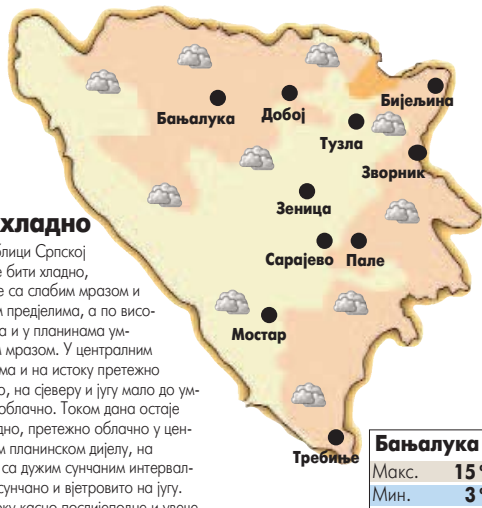 Бањалука
Добој
Бијељина
Тузла
Зворник
Зеница
Сарајево Пале
Мостар
Требиње
хладно
блици Српској
е бити хладно,
е са слабим мразом и
м предјелима, а по висо-
а и у планинама ум-
м мразом. У централним
ма и на истоку претежно
о, на сјеверу и југу мало до ум-
облачно. Током дана остаје
дно, претежно облачно у цен-
м планинском дијелу, на
са дужим сунчаним интервал-
сунчано и вјетровито на југу.
Бањалука
Макс. 15°
Мин. 3°